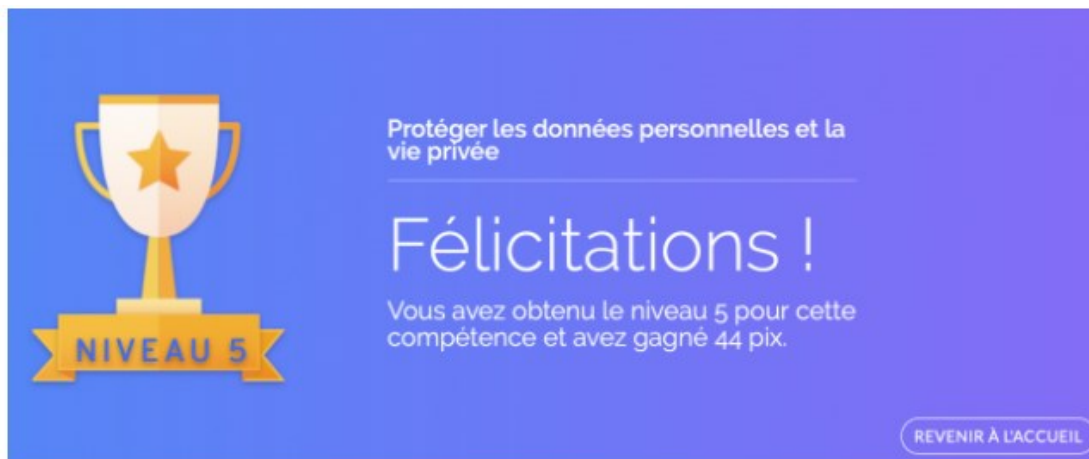 Protéger les données personnelles et la
vie privée
Félicitations !
Vous avez obtenu le niveau 5 pour cette
compétence et avez gagné 44 pix.
NIVEAU 5
REVENIR À L'ACCUEIL